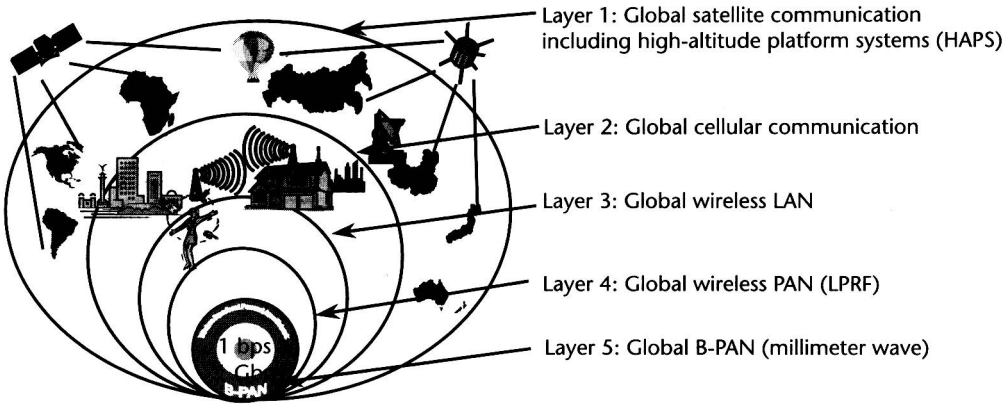 Layer 1: Global satellite communication
including high-altitude platform systems (HAPS)
Layer 2: Global cellular communication
Layer 3: Global wireless LAN
Layer 4: Global wireless PAN (LPRF)
Layer 5: Global B-PAN (millimeter wave)
1 bps
B-PAN